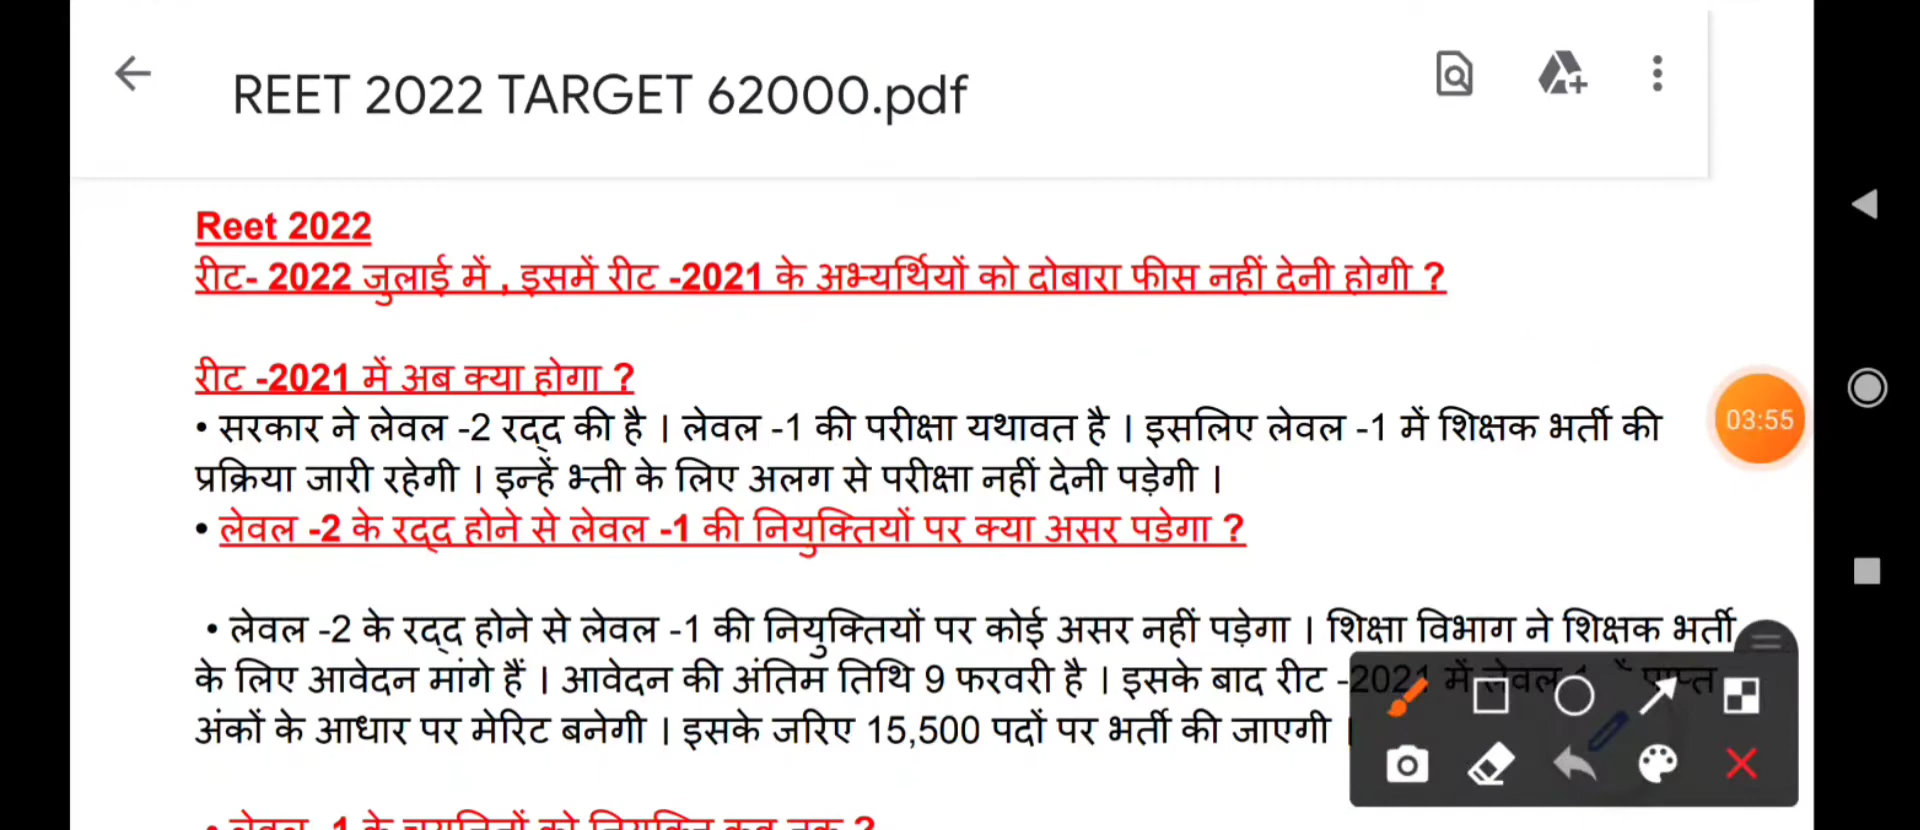 REET 2022 TARGET 62000.pdf
Reet 2022
रीट- 2022 जुलाई में , इसमें रीट -2021 के अभ्यर्थियों को दोबारा फीस नहीं देनी होगी ?
रीट -2021 में अब क्या होगा ?
• सरकार ने लेवल -2 रद्द की है । लेवल -1 की परीक्षा यथावत है । इसलिए लेवल -1 में शिक्षक भर्ती की
प्रक्रिया जारी रहेगी । इन्हें भ्ती के लिए अलग से परीक्षा नहीं देनी पड़ेगी ।
• लेवल -2 के रद्द होने से लेवल -1 की नियुक्तियों पर क्या असर पडेगा ?
• लेवल -2 के रद्द होने से लेवल -1 की नियुक्तियों पर कोई असर नहीं पड़ेगा । शिक्षा विभाग ने शिक्षक भर्ती
के लिए आवेदन मांगे हैं । आवेदन की अंतिम तिथि 9 फरवरी है । इसके बाद रीट -2021 में लेवल
अंकों के आधार पर मेरिट बनेगी । इसके जरिए 15,500 पदों पर भर्ती की जाएगी
03:55